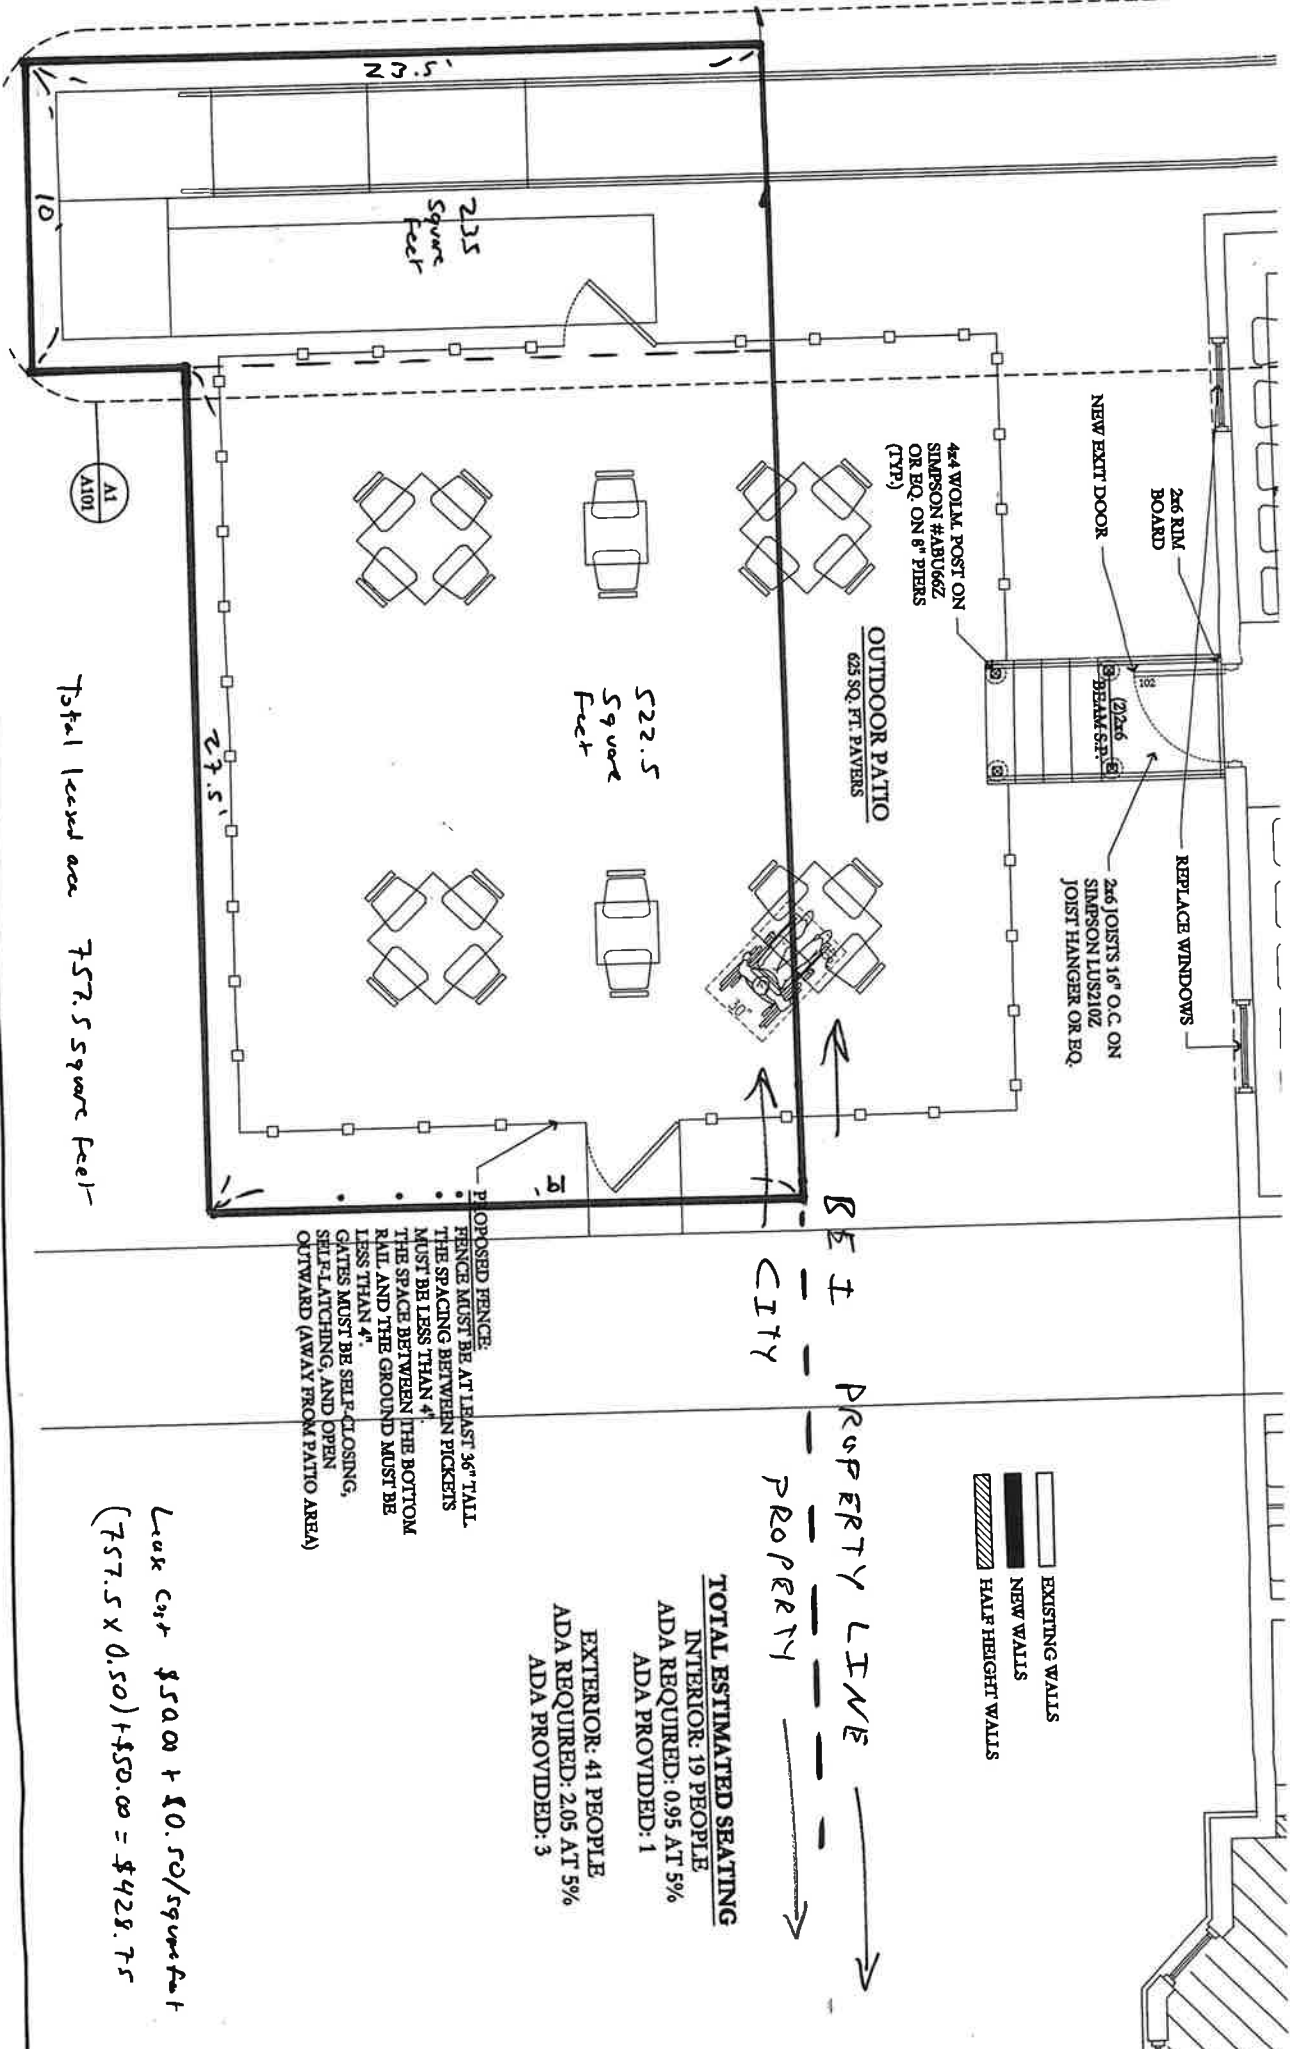 23.5'
10
235
square
feet
A1
A101
2x6 RIM
BOARD
NEW EXIT DOOR
4x4 WOLM. POST ON
SIMPSON #ABU66Z
OR EQ. ON 8" PIERS
(TYP.)
102
(2)2x6
BEAM S.P.
REPLACE WINDOWS
2x6 JOISTS 16" O.C. ON
SIMPSON LUS210Z
JOIST HANGER OR EQ.
OUTDOOR PATIO
625 SQ. FT. PAVERS
522.5
square
feet
30"
27.5'
19'
BEI PROPERTY LINE
CITY PROPERTY
PROPOSED FENCE:
• FENCE MUST BE AT LEAST 36" TALL
• THE SPACING BETWEEN PICKETS
MUST BE LESS THAN 4".
• THE SPACE BETWEEN THE BOTTOM
RAIL AND THE GROUND MUST BE
LESS THAN 4".
• GATES MUST BE SELF-CLOSING,
SELF-LATCHING, AND OPEN
OUTWARD (AWAY FROM PATIO AREA)
EXISTING WALLS
NEW WALLS
HALF HEIGHT WALLS
TOTAL ESTIMATED SEATING
INTERIOR: 19 PEOPLE
ADA REQUIRED: 0.95 AT 5%
ADA PROVIDED: 1
EXTERIOR: 41 PEOPLE
ADA REQUIRED: 2.05 AT 5%
ADA PROVIDED: 3
Total leased area 757.5 square feet
Lease Cost $50.00 + $0.50/square feet
(757.5 x 0.50) + $50.00 = $428.75